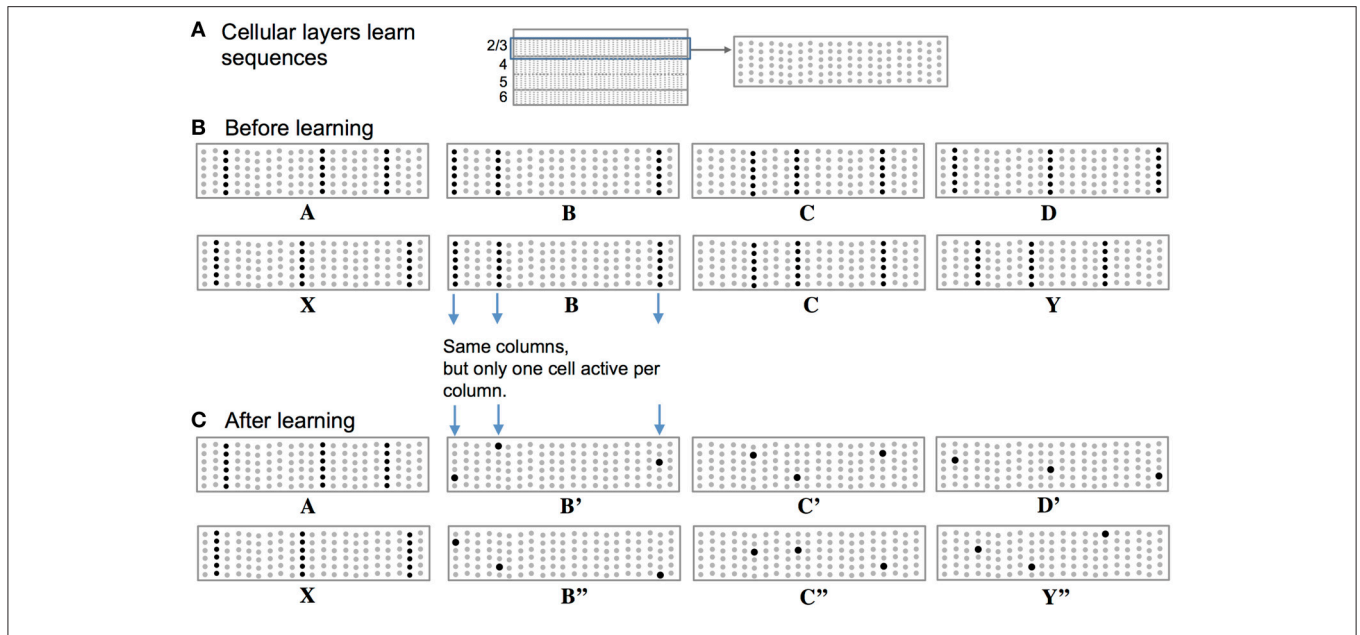 A Cellular layers learn
sequences
2/3
4
5
6
B Before learning
A B C D
X B C Y
Same columns,
but only one cell active per
column.
C After learning
A B’ C’ D’
X B” C” Y”